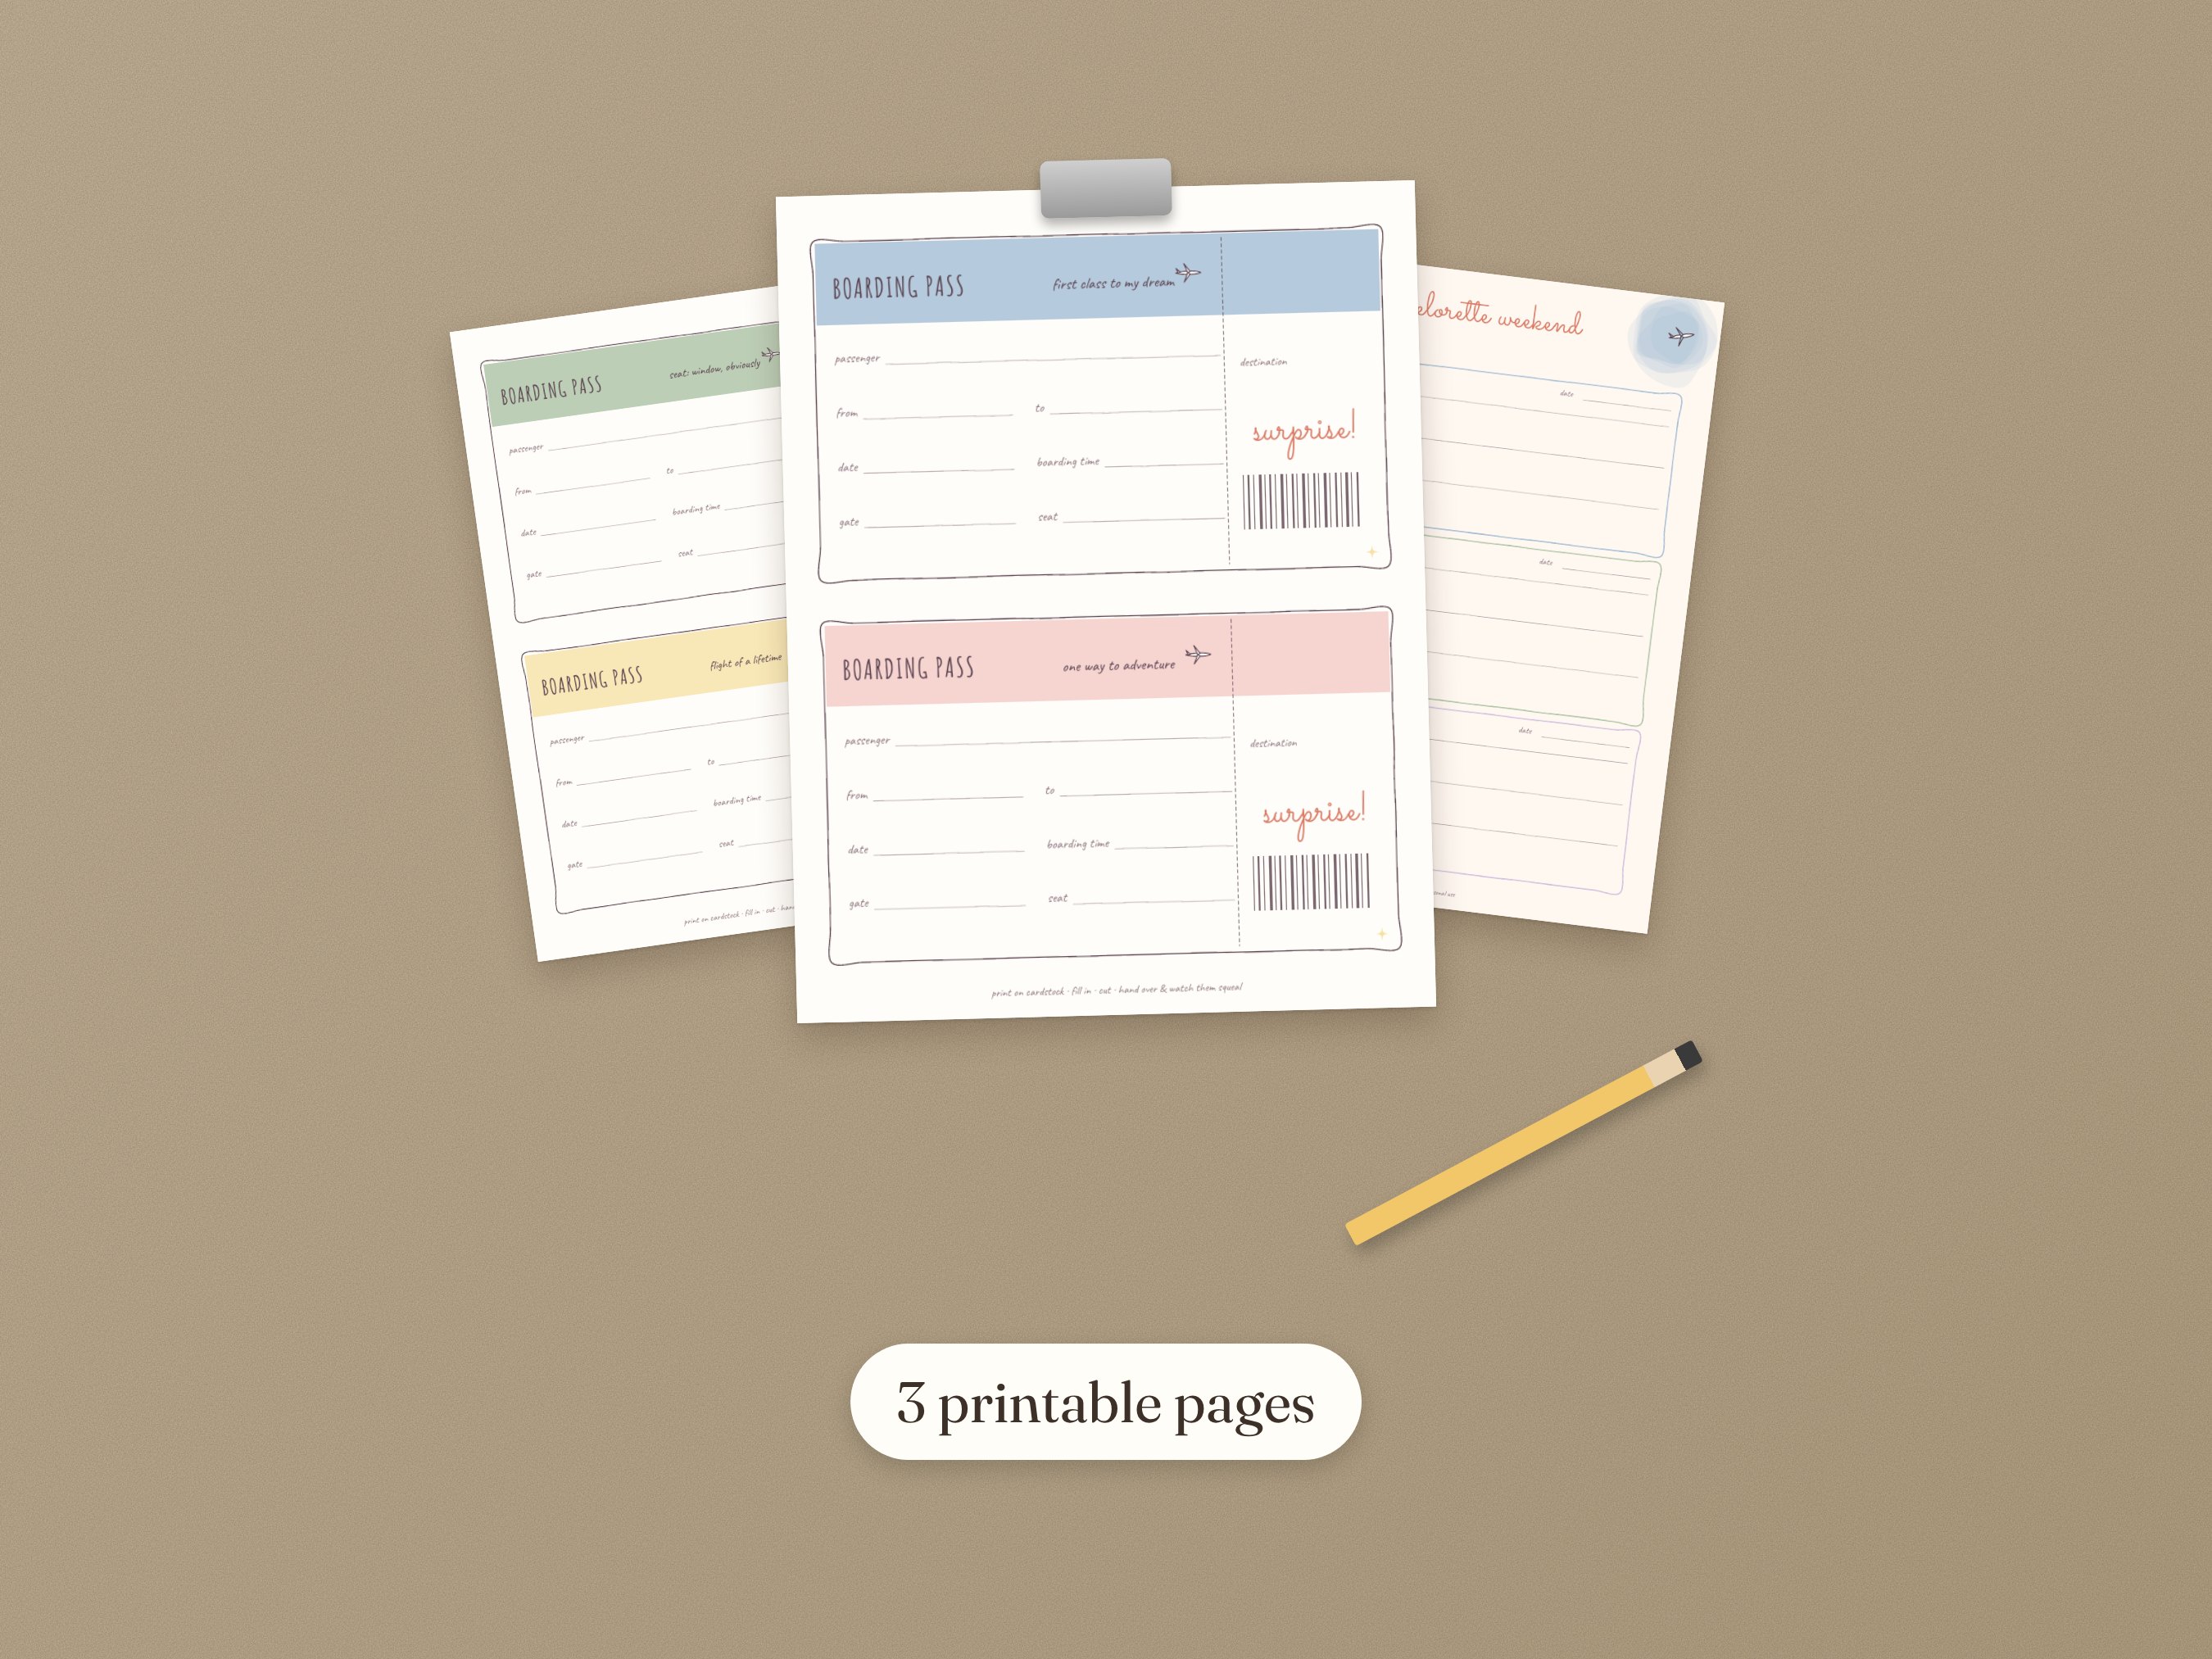 BOARDING PASS
first class to my dream
passenger
destination
from
to
surprise!
date
boarding time
gate
seat
BOARDING PASS
one way to adventure
passenger
destination
from
to
surprise!
date
boarding time
gate
seat
print on cardstock · fill in · cut · hand over & watch them squeal
BOARDING PASS
seat: window, obviously
passenger
from
to
date
boarding time
gate
seat
BOARDING PASS
flight of a lifetime
passenger
from
to
date
boarding time
gate
seat
print on cardstock · fill in · cut ·
weekend
date
date
date
use
3 printable pages